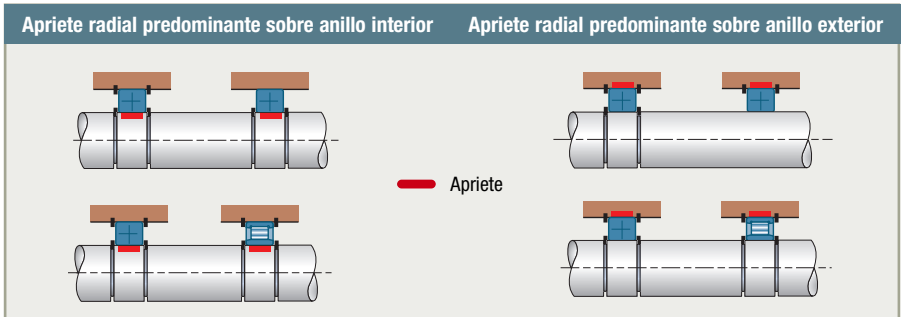 Apriete radial predominante sobre anillo interior
Apriete radial predominante sobre anillo exterior
Apriete